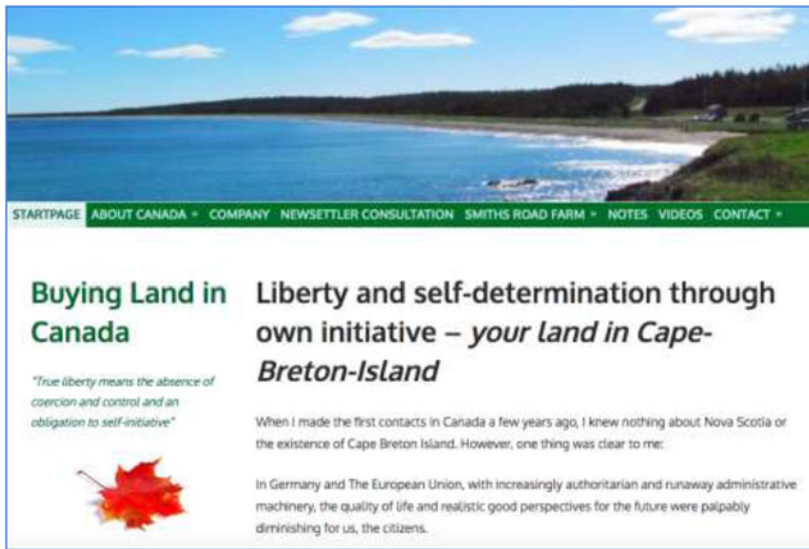 STARTPAGE ABOUT CANADA » COMPANY NEWSETTLER CONSULTATION SMITHS ROAD FARM » NOTES VIDEOS CONTACT »
Buying Land in
Canada
"True liberty means the absence of
coercion and control and an
obligation to self-initiative"
Liberty and self-determination through
own initiative – your land in Cape-
Breton-Island
When I made the first contacts in Canada a few years ago, I knew nothing about Nova Scotia or
the existence of Cape Breton Island. However, one thing was clear to me:
In Germany and The European Union, with increasingly authoritarian and runaway administrative
machinery, the quality of life and realistic good perspectives for the future were palpably
diminishing for us, the citizens.